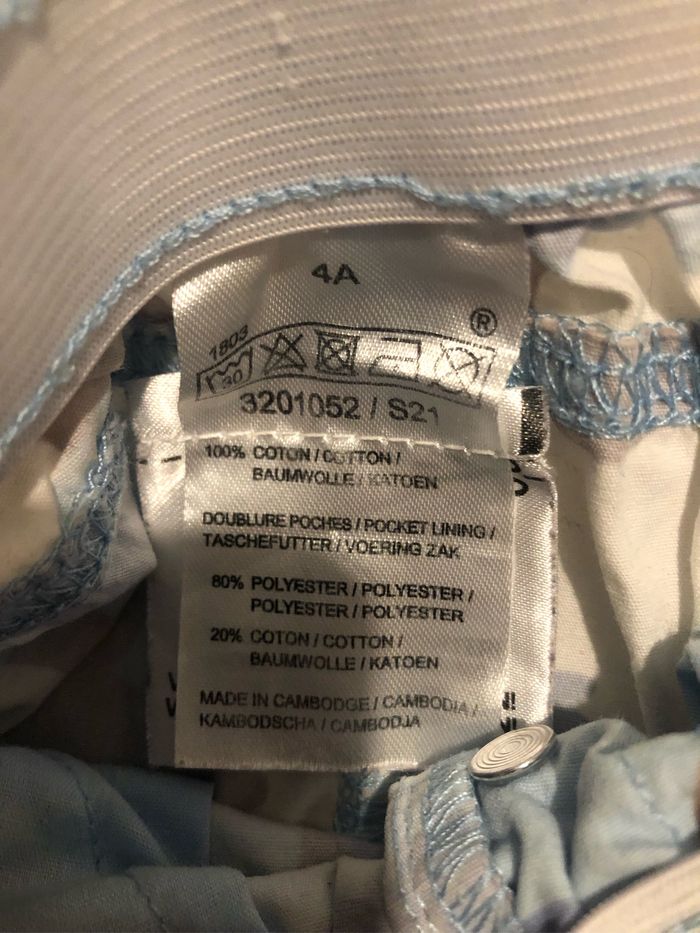 4A
®
1803
30
3201052 / S21
100% COTON / COTTON /
BAUMWOLLE / KATOEN
DOUBLURE POCHES / POCKET LINING /
TASCHEFUTTER / VOERING ZAK
80% POLYESTER / POLYESTER /
POLYESTER / POLYESTER
20% COTON / COTTON /
BAUMWOLLE / KATOEN
MADE IN CAMBODGE / CAMBODIA /
KAMBODSCHA / CAMBODJA